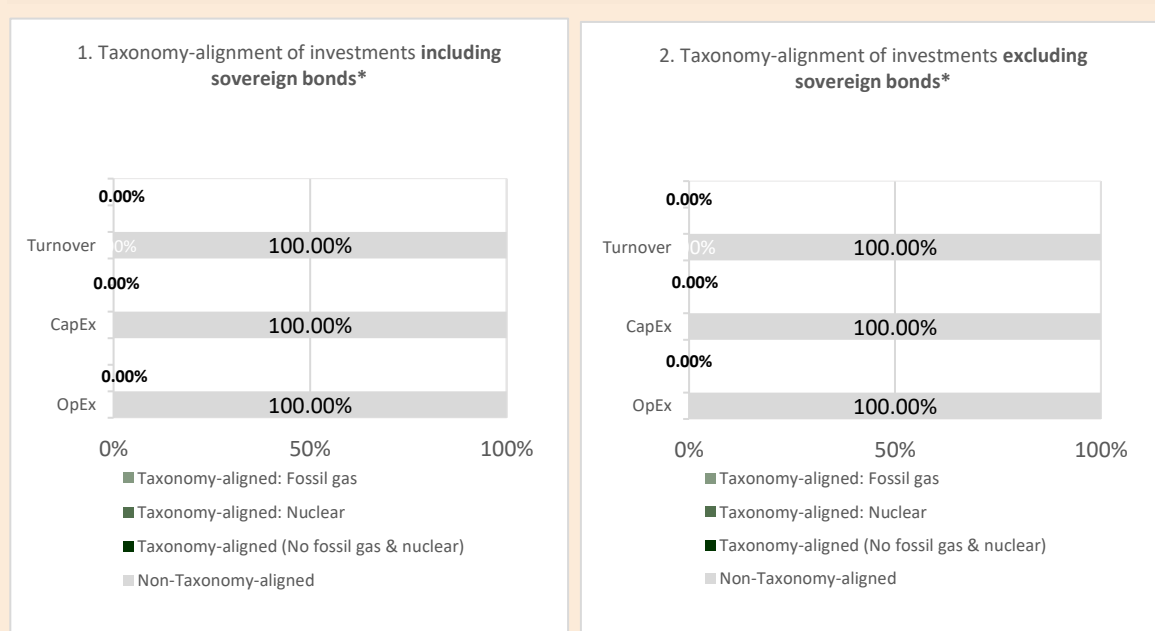 1. Taxonomy-alignment of investments including
sovereign bonds*
0.00%
Turnover
100.00%
0.00%
CapEx
100.00%
0.00%
OpEx
100.00%
0%
50%
100%
Taxonomy-aligned: Fossil gas
Taxonomy-aligned: Nuclear
Taxonomy-aligned (No fossil gas & nuclear)
Non-Taxonomy-aligned
2. Taxonomy-alignment of investments excluding
sovereign bonds*
0.00%
Turnover
100.00%
0.00%
CapEx
100.00%
0.00%
OpEx
100.00%
0%
50%
100%
Taxonomy-aligned: Fossil gas
Taxonomy-aligned: Nuclear
Taxonomy-aligned (No fossil gas & nuclear)
Non-Taxonomy-aligned